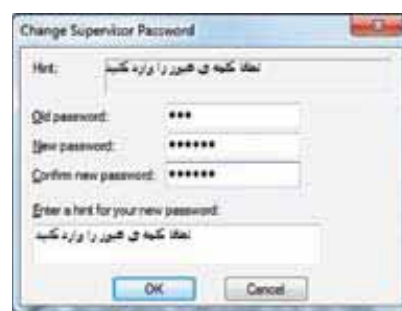 Change Supervisor Password
Hint: لطفا کلمه ی عبور را وارد کنید
Old password: •••
New password: ••••••
Confirm new password: ••••••
Enter a hint for your new password:
لطفا کلمه ی عبور را وارد کنید
OK Cancel